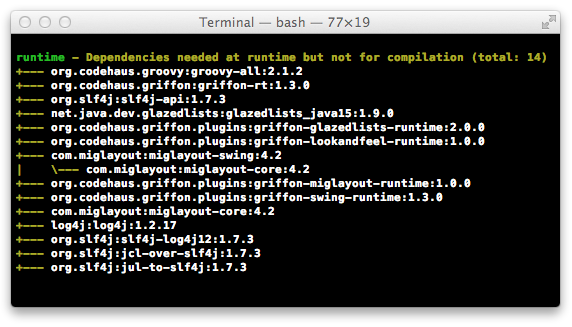 Terminal — bash — 77×19
runtime - Dependencies needed at runtime but not for compilation (total: 14)
+--- org.codehaus.groovy:groovy-all:2.1.2
+--- org.codehaus.griffon:griffon-rt:1.3.0
+--- org.slf4j:slf4j-api:1.7.3
+--- net.java.dev.glazedlists:glazedlists_java15:1.9.0
+--- org.codehaus.griffon.plugins:griffon-glazedlists-runtime:2.0.0
+--- org.codehaus.griffon.plugins:griffon-lookandfeel-runtime:1.0.0
+--- com.miglayout:miglayout-swing:4.2
|    \--- com.miglayout:miglayout-core:4.2
+--- org.codehaus.griffon.plugins:griffon-miglayout-runtime:1.0.0
+--- org.codehaus.griffon.plugins:griffon-swing-runtime:1.3.0
+--- com.miglayout:miglayout-core:4.2
+--- log4j:log4j:1.2.17
+--- org.slf4j:slf4j-log4j12:1.7.3
+--- org.slf4j:jcl-over-slf4j:1.7.3
+--- org.slf4j:jul-to-slf4j:1.7.3